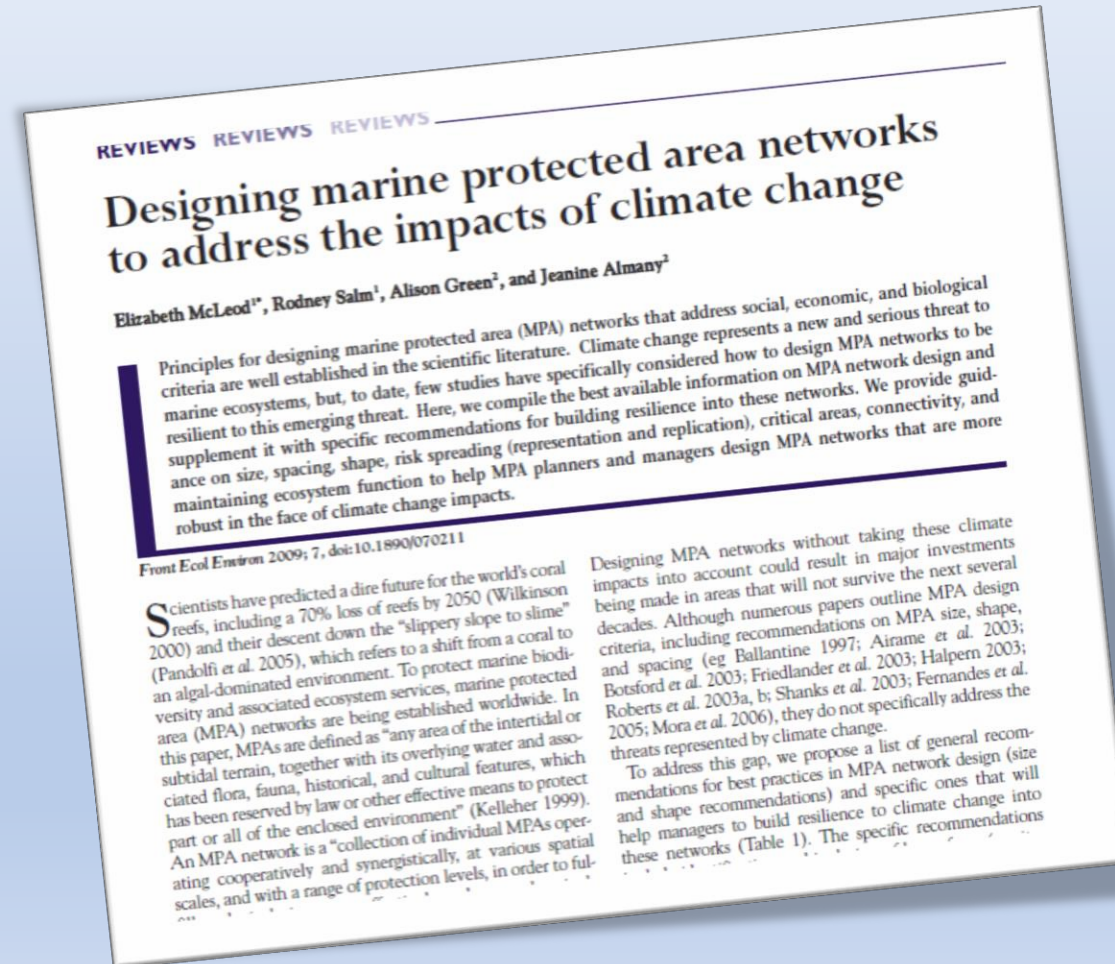 REVIEWS REVIEWS REVIEWS
Designing marine protected area networks
to address the impacts of climate change
Elizabeth McLeod1*, Rodney Salm1, Alison Green2, and Jeanine Almany2
Principles for designing marine protected area (MPA) networks that address social, economic, and biological
criteria are well established in the scientific literature. Climate change represents a new and serious threat to
marine ecosystems, but, to date, few studies have specifically considered how to design MPA networks to be
resilient to this emerging threat. Here, we compile the best available information on MPA network design and
supplement it with specific recommendations for building resilience into these networks. We provide guid-
ance on size, spacing, shape, risk spreading (representation and replication), critical areas, connectivity, and
maintaining ecosystem function to help MPA planners and managers design MPA networks that are more
robust in the face of climate change impacts.
Front Ecol Environ 2009; 7, doi:10.1890/070211
Scientists have predicted a dire future for the world's coral
reefs, including a 70% loss of reefs by 2050 (Wilkinson
2000) and their descent down the "slippery slope to slime"
(Pandolfi et al. 2005), which refers to a shift from a coral to
an algal-dominated environment. To protect marine biodi-
versity and associated ecosystem services, marine protected
area (MPA) networks are being established worldwide. In
this paper, MPAs are defined as "any area of the intertidal or
subtidal terrain, together with its overlying water and asso-
ciated flora, fauna, historical, and cultural features, which
has been reserved by law or other effective means to protect
part or all of the enclosed environment" (Kelleher 1999).
An MPA network is a "collection of individual MPAs oper-
ating cooperatively and synergistically, at various spatial
scales, and with a range of protection levels, in order to ful-
Designing MPA networks without taking these climate
impacts into account could result in major investments
being made in areas that will not survive the next several
decades. Although numerous papers outline MPA design
criteria, including recommendations on MPA size, shape,
and spacing (eg Ballantine 1997; Airame et al. 2003;
Botsford et al. 2003; Friedlander et al. 2003; Halpern 2003;
Roberts et al. 2003a, b; Shanks et al. 2003; Fernandes et al.
2005; Mora et al. 2006), they do not specifically address the
threats represented by climate change.
To address this gap, we propose a list of general recom-
mendations for best practices in MPA network design (size
and shape recommendations) and specific ones that will
help managers to build resilience to climate change into
these networks (Table 1). The specific recommendations